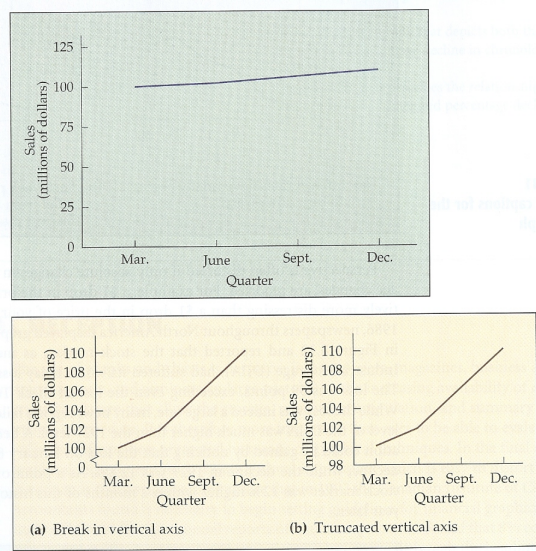 125
100
75
50
25
0
Sales
(millions of dollars)
Mar. June Sept. Dec.
Quarter
110
108
106
104
102
100
0
Sales
(millions of dollars)
Mar. June Sept. Dec.
Quarter
(a) Break in vertical axis
110
108
106
104
102
100
98
Sales
(millions of dollars)
Mar. June Sept. Dec.
Quarter
(b) Truncated vertical axis